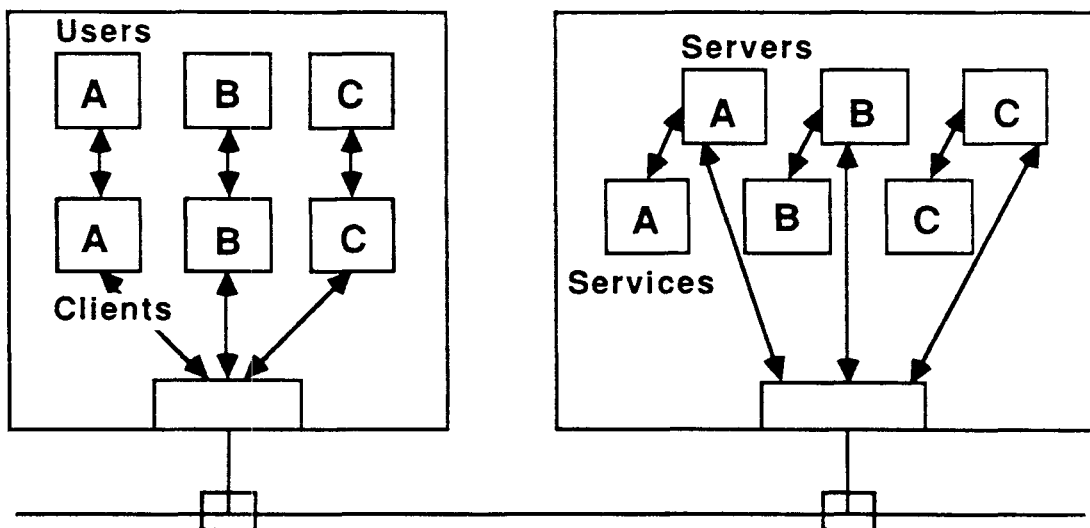 Users
A B C
A B C
Clients
Servers
A B C
A B C
Services